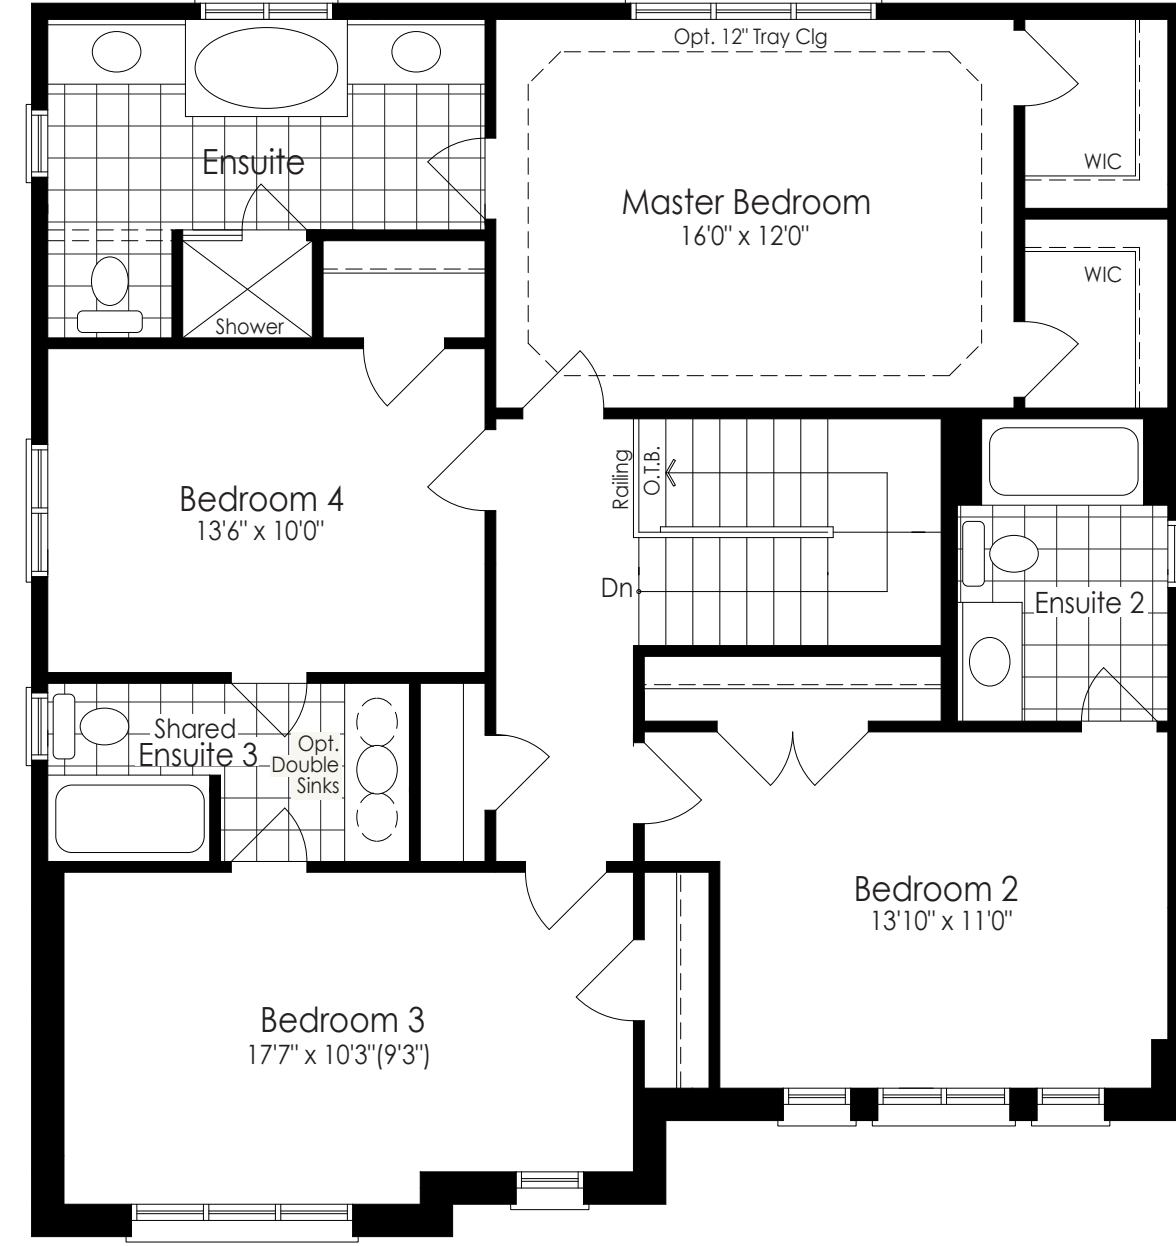 Opt. 12" Tray Clg
Ensuite
WIC
Master Bedroom
16'0" x 12'0"
WIC
Shower
Railing
O.T.B.
Bedroom 4
13'6" x 10'0"
Dn
Ensuite 2
Shared
Ensuite 3
Opt.
Double
Sinks
Bedroom 2
13'10" x 11'0"
Bedroom 3
17'7" x 10'3"(9'3")